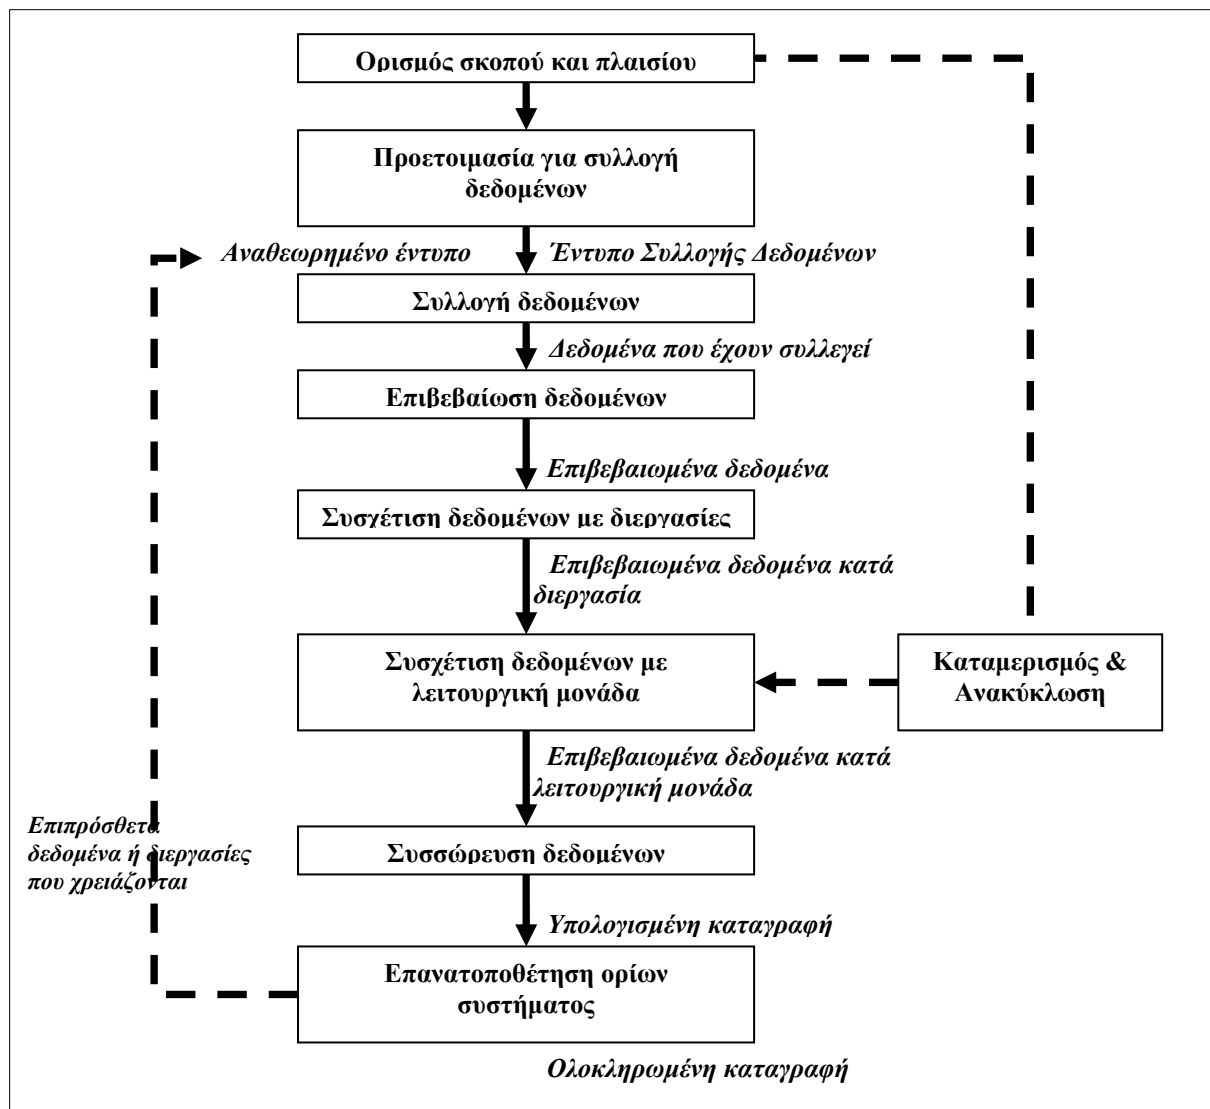 Ορισμός σκοπού και πλαισίου
Προετοιμασία για συλλογή
δεδομένων
Αναθεωρημένο έντυπο
Έντυπο Συλλογής Δεδομένων
Συλλογή δεδομένων
Δεδομένα που έχουν συλλεγεί
Επιβεβαίωση δεδομένων
Επιβεβαιωμένα δεδομένα
Συσχέτιση δεδομένων με διεργασίες
Επιβεβαιωμένα δεδομένα κατά
διεργασία
Συσχέτιση δεδομένων με
λειτουργική μονάδα
Καταμερισμός &
Ανακύκλωση
Επιβεβαιωμένα δεδομένα κατά
λειτουργική μονάδα
Επιπρόσθετα
δεδομένα ή διεργασίες
που χρειάζονται
Συσσώρευση δεδομένων
Υπολογισμένη καταγραφή
Επανατοποθέτηση ορίων
συστήματος
Ολοκληρωμένη καταγραφή